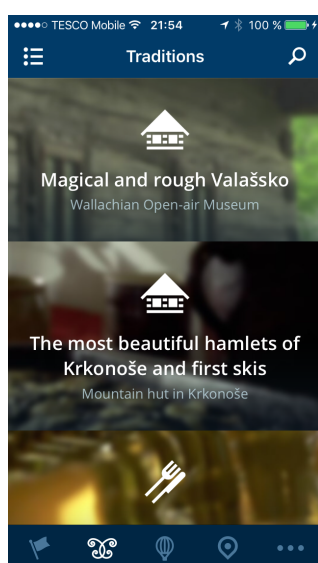 TESCO Mobile 21:54 100 %
Traditions
Magical and rough Valašsko
Wallachian Open-air Museum
The most beautiful hamlets of
Krkonoše and first skis
Mountain hut in Krkonoše